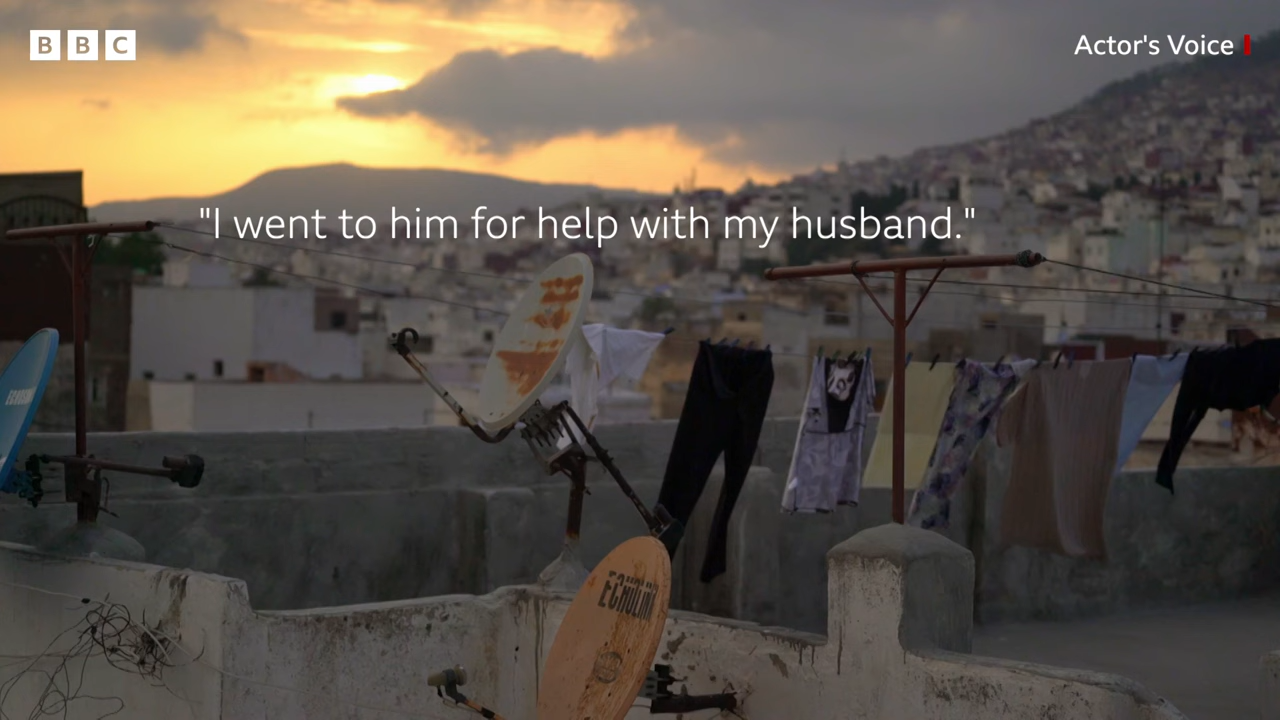 BBC
Actor's Voice
"I went to him for help with my husband."
ECHOLINK